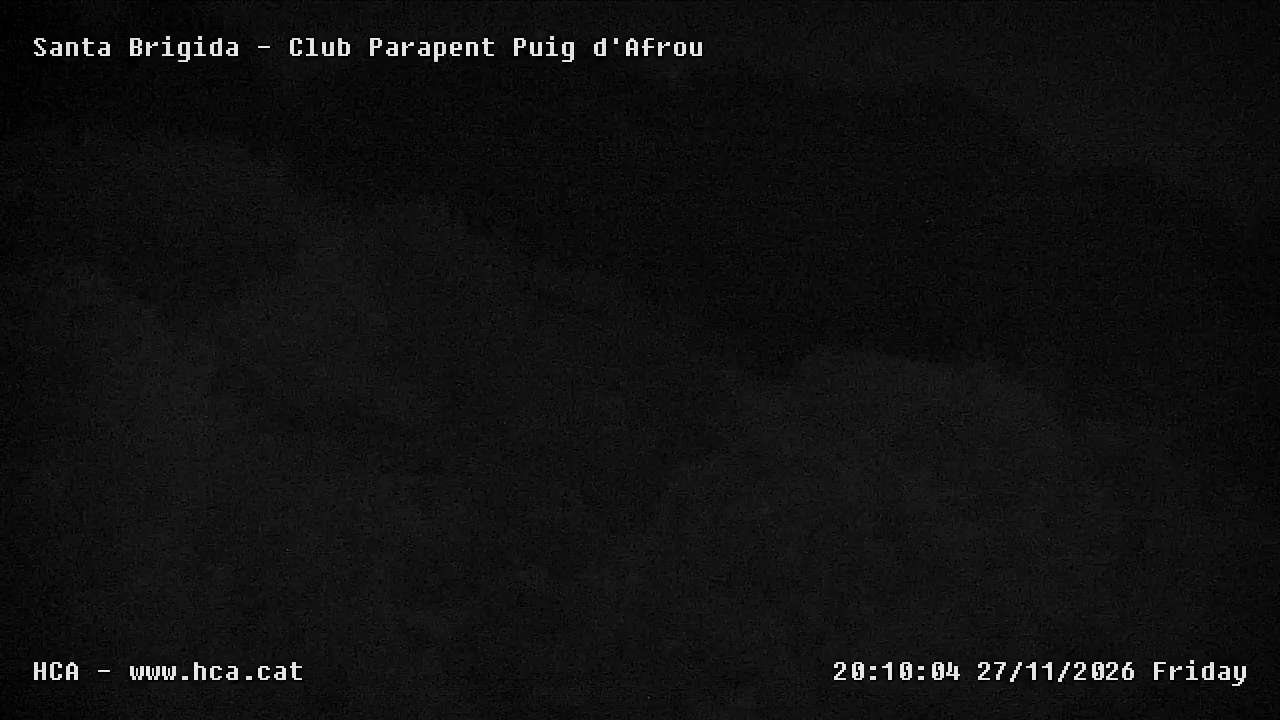 Santa Brigida - Club Parapent Puig d'Afrou
HCA - www.hca.cat
20:10:04 27/11/2026 Friday